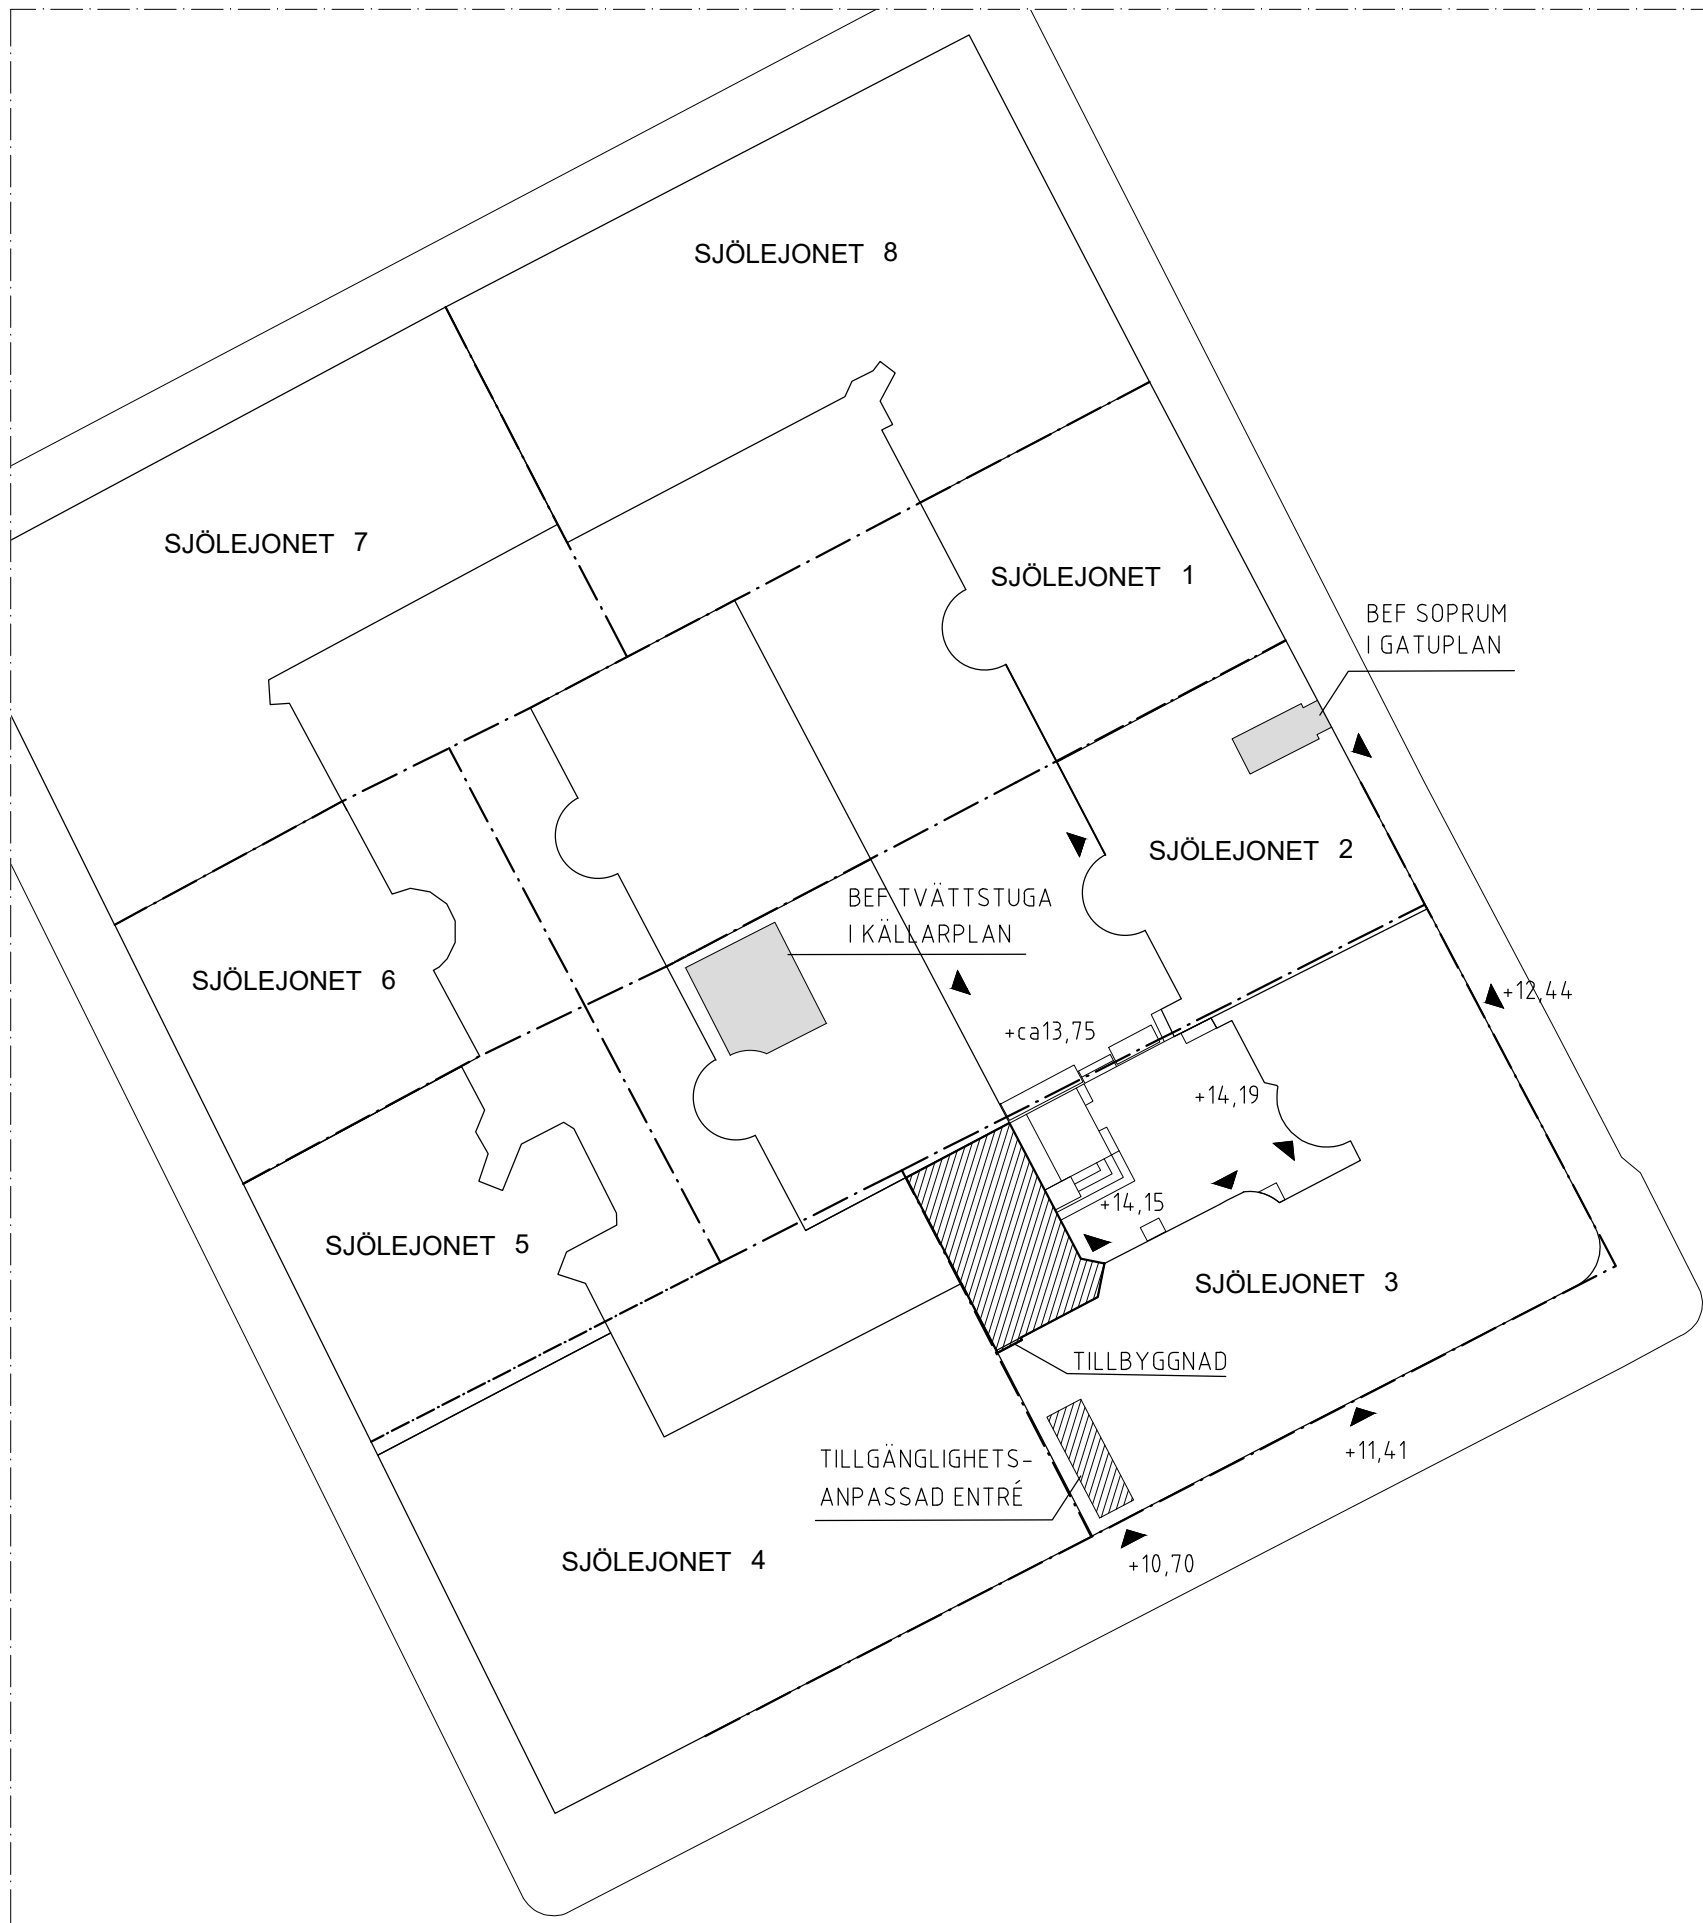 SJÖLEJONET 8
SJÖLEJONET 7
SJÖLEJONET 1
BEF SOPRUM
I GATUPLAN
SJÖLEJONET 2
BEF TVÄTTSTUGA
I KÄLLARPLAN
SJÖLEJONET 6
+12,44
+ca13,75
+14,19
+14,15
SJÖLEJONET 5
SJÖLEJONET 3
TILLBYGGNAD
+11,41
TILLGÄNGLIGHETS-
ANPASSAD ENTRÉ
SJÖLEJONET 4
+10,70